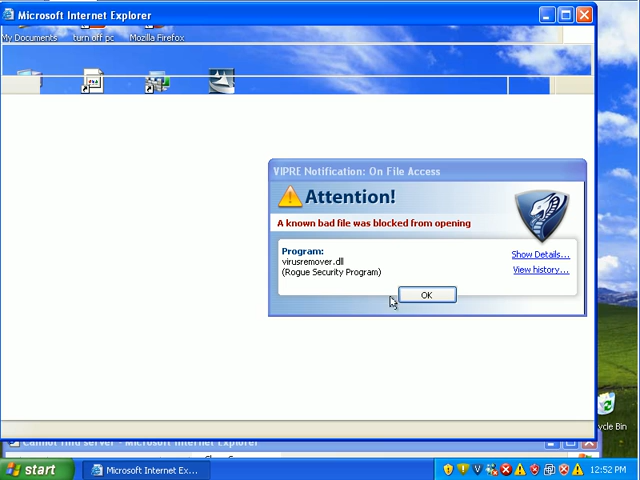 Microsoft Internet Explorer
My Documents
turn off pc
Mozilla Firefox
VIPRE Notification: On File Access
Attention!
A known bad file was blocked from opening
Program:
virusremover.dll
(Rogue Security Program)
Show Details...
View history...
OK
ycle Bin
Cannot find server - Microsoft Internet Explorer
start
Microsoft Internet Ex...
12:52 PM